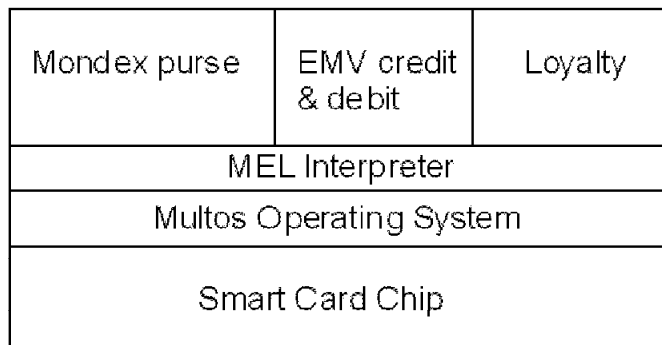 Mondex purse
EMV credit
& debit
Loyalty
MEL Interpreter
Multos Operating System
Smart Card Chip